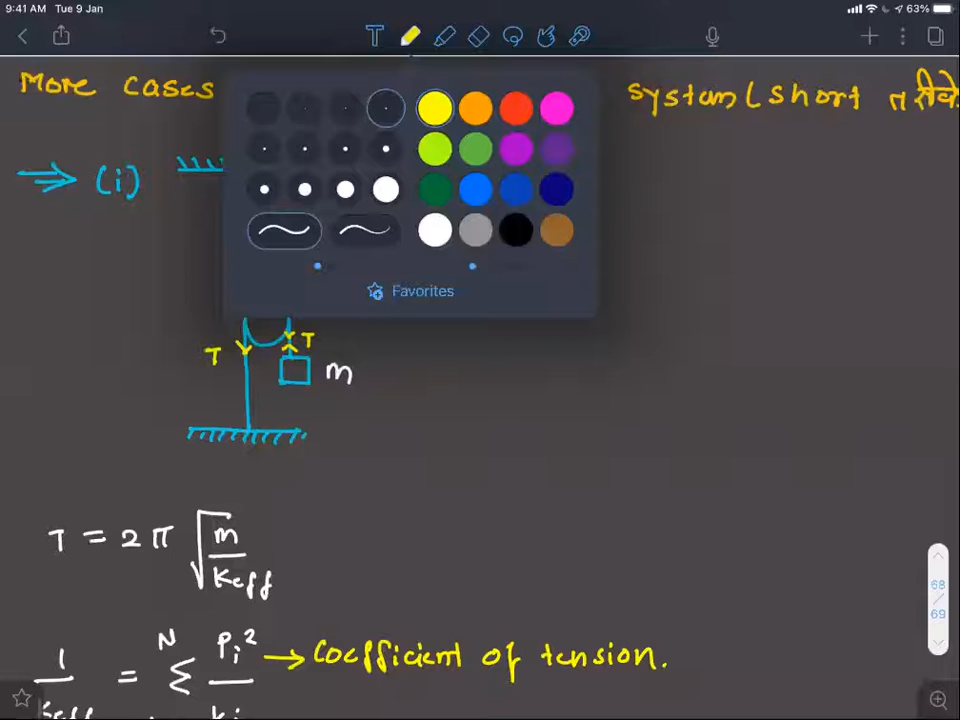 9:41 AM Tue 9 Jan 63%
More cases system (short
(i)
Favorites
T T
m
T = 2π √(m/Keff)
68
69
1/Keff = N Σ Pi²/Ki → Coefficient of tension.